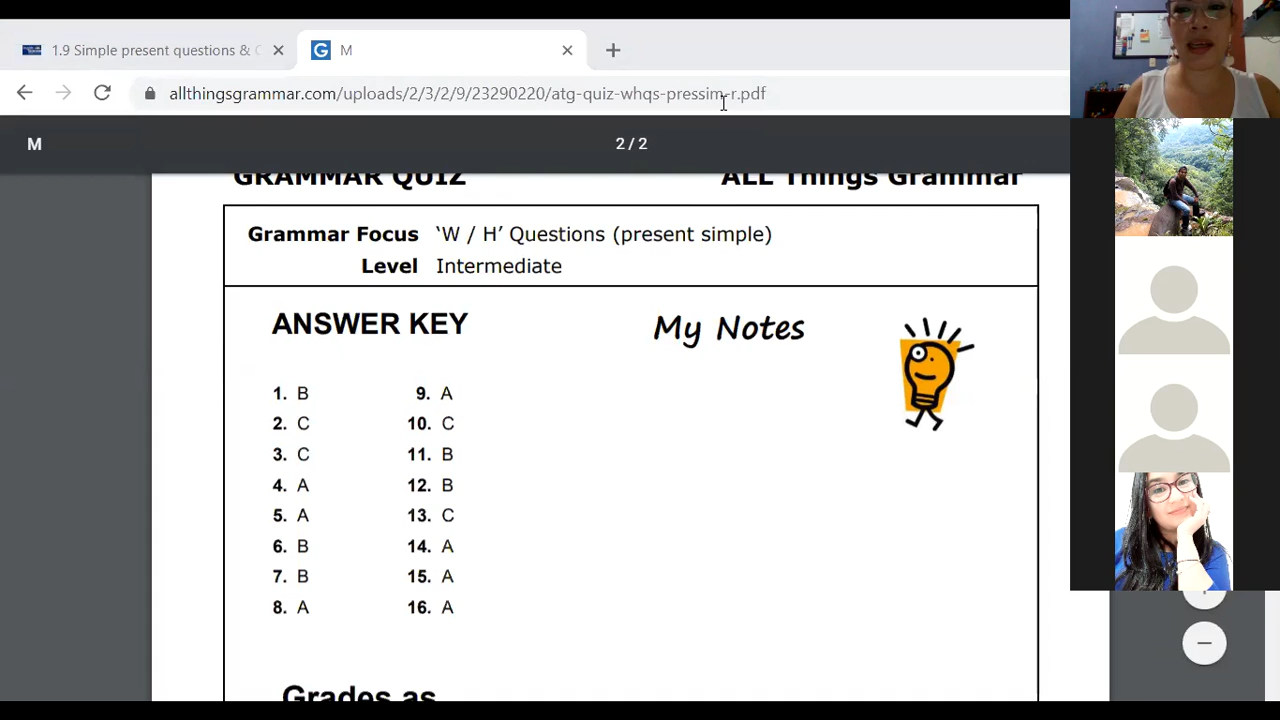 1.9 Simple present questions &
M
allthingsgrammar.com/uploads/2/3/2/9/23290220/atg-quiz-whqs-pressim-r.pdf
M
2 / 2
GRAMMAR QUIZ
ALL Things Grammar
Grammar Focus ‘W / H’ Questions (present simple)
Level Intermediate
ANSWER KEY
My Notes
1. B
2. C
3. C
4. A
5. A
6. B
7. B
8. A
9. A
10. C
11. B
12. B
13. C
14. A
15. A
16. A
Grades as